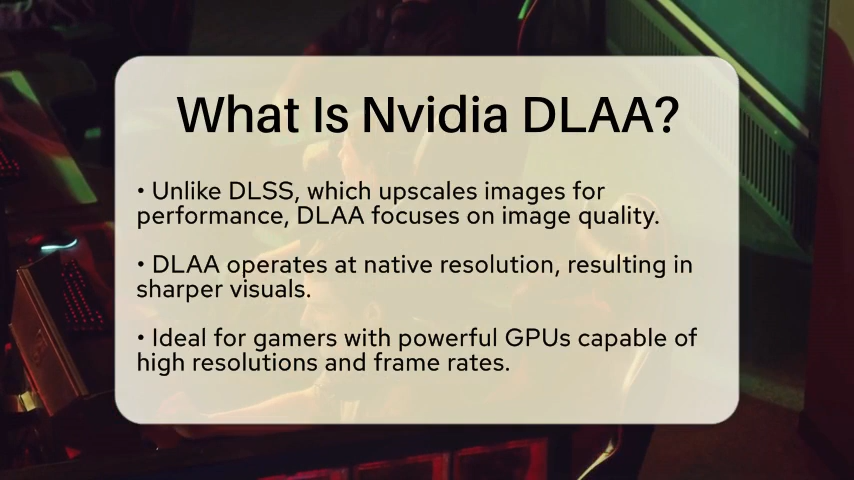 What Is Nvidia DLAA?
• Unlike DLSS, which upscales images for
performance, DLAA focuses on image quality.
• DLAA operates at native resolution, resulting in
sharper visuals.
• Ideal for gamers with powerful GPUs capable of
high resolutions and frame rates.